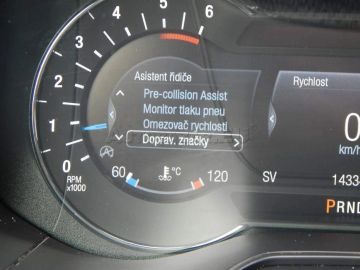 5
6
4
3
2
1
0
RPM
x1000
Asistent řidiče
Pre-collision Assist
Monitor tlaku pneu
Omezovač rychlosti
Doprav. značky
60
°C
120
Rychlost
0
km/h
SV
1433
PRND